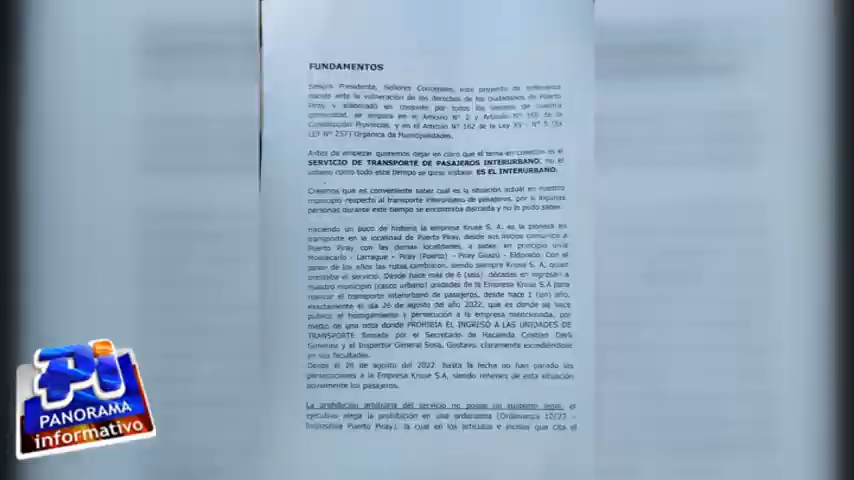 FUNDAMENTOS
Señora Presidente, Señores Concejales, este proyecto de ordenanza
nacido ante la vulneración de los derechos de los ciudadanos de Puerto
Piray y elaborado en conjunto por todos los vecinos de nuestra
comunidad, se ampara en el Artículo N° 2 y Artículo N° 165 de la
Constitución Provincial, y en el Artículo N° 162 de la Ley XV - N° 5 (Ex
LEY N° 257) Orgánica de Municipalidades.
Antes de empezar queremos dejar en claro que el tema en cuestión es el
SERVICIO DE TRANSPORTE DE PASAJEROS INTERURBANO, no el
urbano como todo este tiempo se quiso instalar ES EL INTERURBANO.
Creemos que es conveniente saber cuál es la situación actual en nuestro
municipio respecto al transporte interurbano de pasajeros, por si algunas
personas durante este tiempo se encontraba distraída y no lo pudo saber.
Haciendo un poco de historia la empresa Kruse S. A. es la pionera en
transporte en la localidad de Puerto Piray, desde sus inicios comunicó a
Puerto Piray con las demás localidades, a saber, en principio unía
Montecarlo - Larrague - Piray (Puerto) - Piray Guazú - Eldorado. Con el
pasar de los años las rutas cambiaron, siendo siempre Kruse S. A. quien
prestaba el servicio. Desde hace más de 6 (seis) décadas en ingresan a
nuestro municipio (casco urbano) unidades de la Empresa Kruse S.A para
realizar el transporte interurbano de pasajeros, desde hace 1 (un) año,
exactamente el día 26 de agosto del año 2022, que es donde se hace
público el hostigamiento y persecución a la empresa mencionada, por
medio de una nota donde PROHIBIA EL INGRESO A LAS UNIDADES DE
TRANSPORTE firmada por el Secretario de Hacienda Cristian Davis
Gimenez y el Inspector General Sosa, Gustavo, claramente excediéndose
en sus facultades.
Desde el 26 de agosto del 2022, hasta la fecha no han parado las
persecuciones a la Empresa Kruse S.A, siendo rehenes de esta situación
solamente los pasajeros.
La prohibición arbitraria del servicio no posee un sustento legal, el
ejecutivo alega la prohibición en una ordenanza (Ordenanza 12/77 -
Impositiva Puerto Piray), la cual en los artículos e incisos que cita el
Pi
PANORAMA
informativo